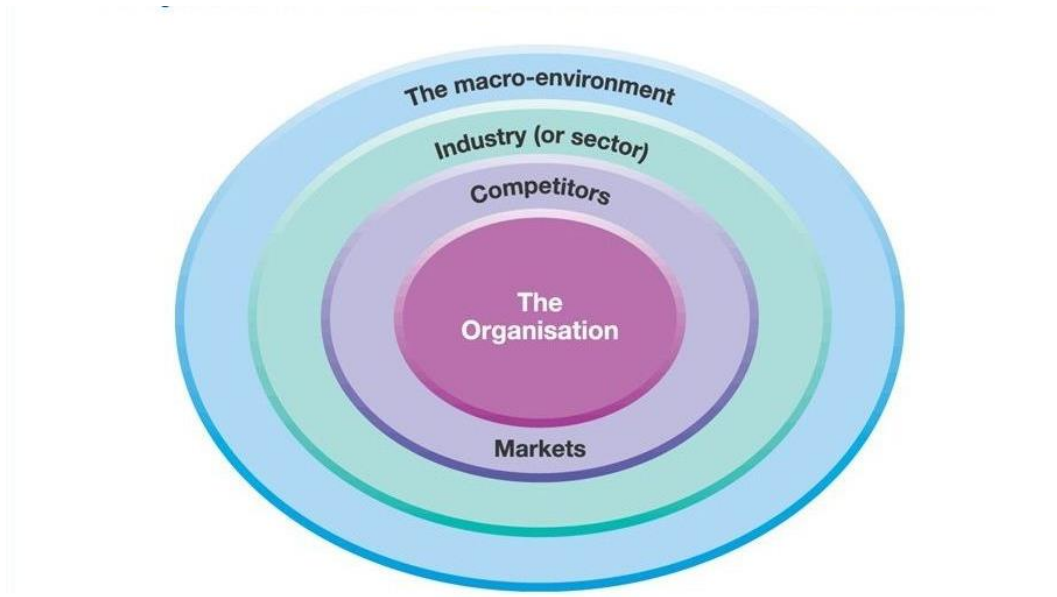 The macro-environment
Industry (or sector)
Competitors
The
Organisation
Markets